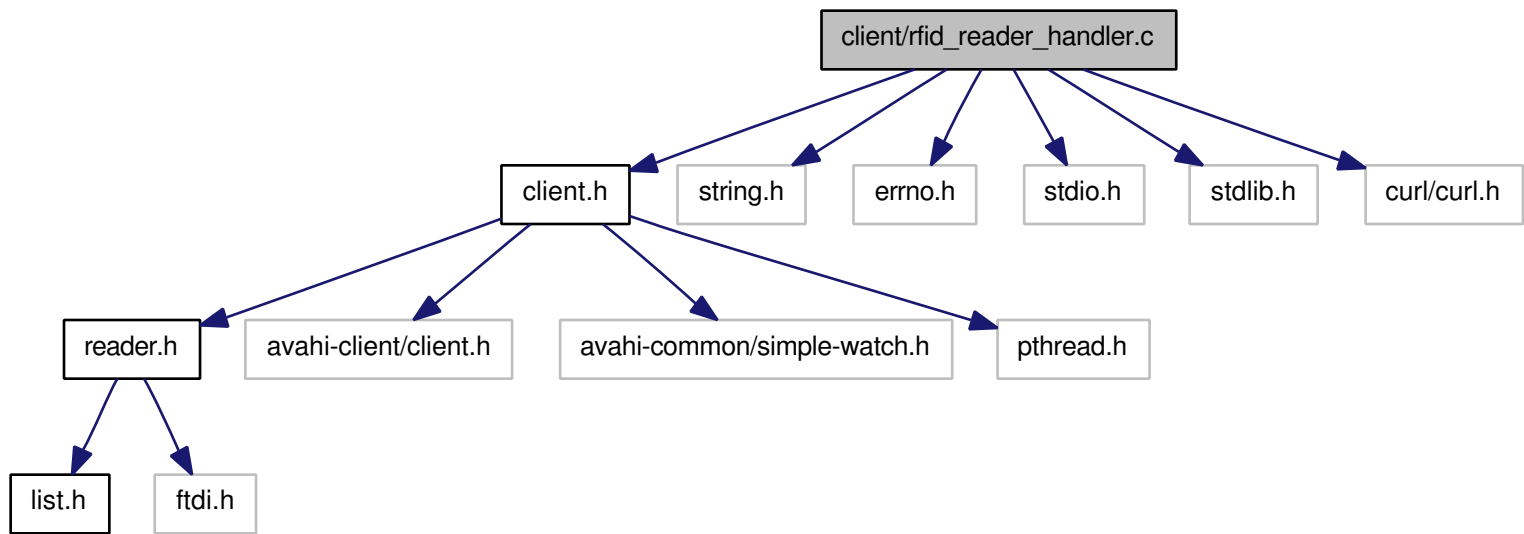 client/rfid_reader_handler.c
client.h
string.h
errno.h
stdio.h
stdlib.h
curl/curl.h
reader.h
avahi-client/client.h
avahi-common/simple-watch.h
pthread.h
list.h
ftdi.h